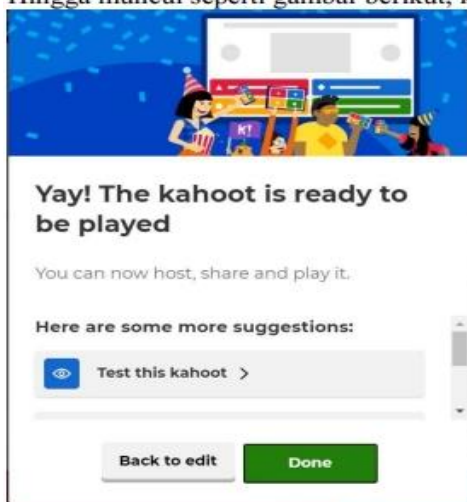 Hingga muncul seperti gambar berikut,
K!
Yay! The kahoot is ready to
be played
You can now host, share and play it.
Here are some more suggestions:
Test this kahoot >
Back to edit
Done